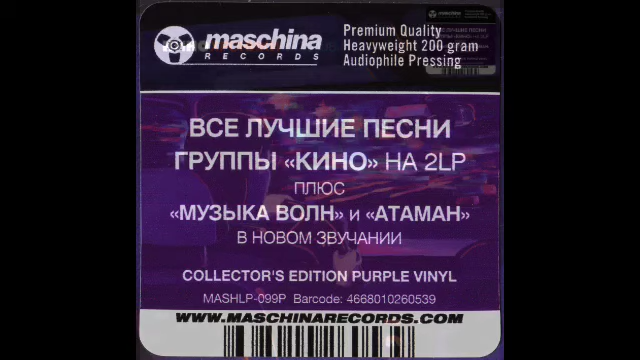 maschina
RECORDS
Premium Quality
Heavyweight 200 gram
Audiophile Pressing
ВСЕ ЛУЧШИЕ ПЕСНИ
ГРУППЫ «КИНО» НА 2LP
ПЛЮС
«МУЗЫКА ВОЛН» и «АТАМАН»
В НОВОМ ЗВУЧАНИИ
COLLECTOR'S EDITION PURPLE VINYL
MASHLP-099P Barcode: 4668010260539
WWW.MASCHINARECORDS.COM